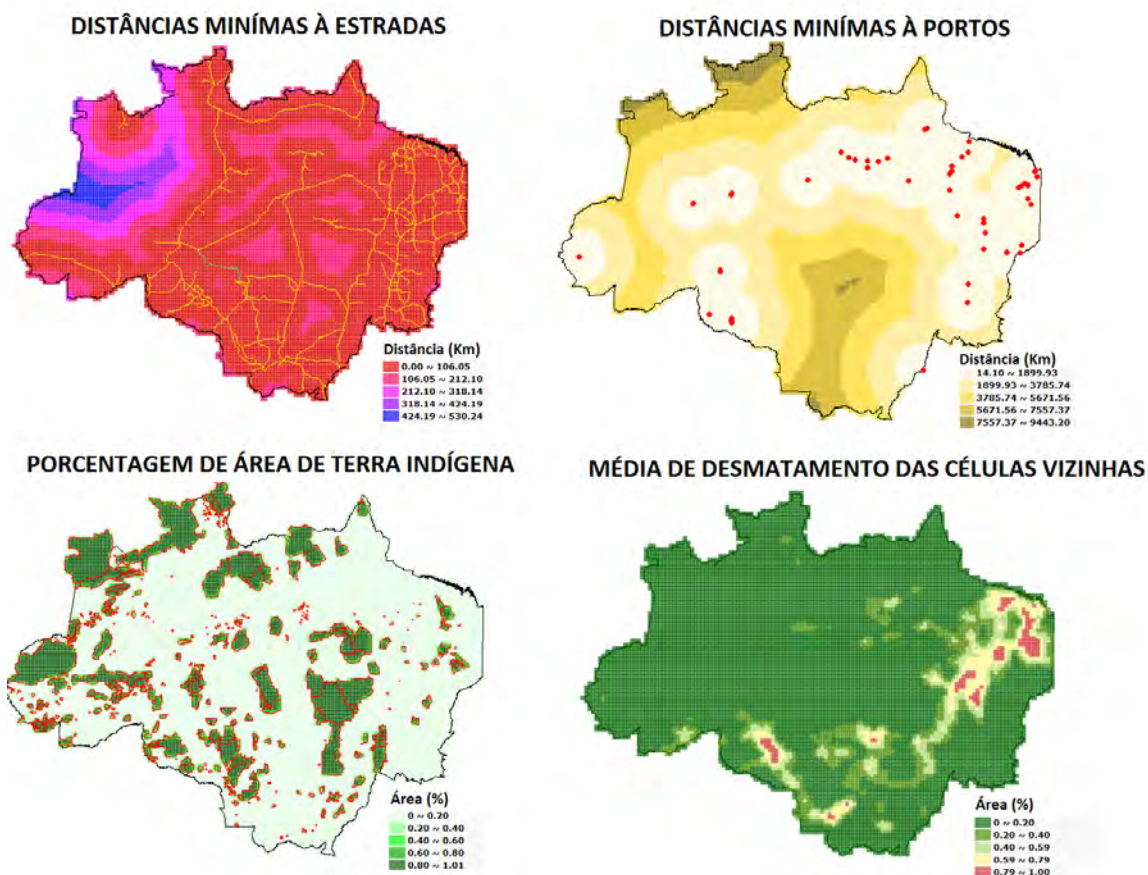 DISTÂNCIAS MINÍMAS À ESTRADAS
Distância (Km)
0.00 ~ 106.05
106.05 ~ 212.10
212.10 ~ 318.14
318.14 ~ 424.19
424.19 ~ 530.24
DISTÂNCIAS MINÍMAS À PORTOS
Distância (Km)
14.10 ~ 1899.93
1899.93 ~ 3785.74
3785.74 ~ 5671.56
5671.56 ~ 7557.37
7557.37 ~ 9443.20
PORCENTAGEM DE ÁREA DE TERRA INDÍGENA
Área (%)
0 ~ 0.20
0.20 ~ 0.40
0.40 ~ 0.60
0.60 ~ 0.80
0.80 ~ 1.01
MÉDIA DE DESMATAMENTO DAS CÉLULAS VIZINHAS
Área (%)
0 ~ 0.20
0.20 ~ 0.40
0.40 ~ 0.59
0.59 ~ 0.79
0.79 ~ 1.00